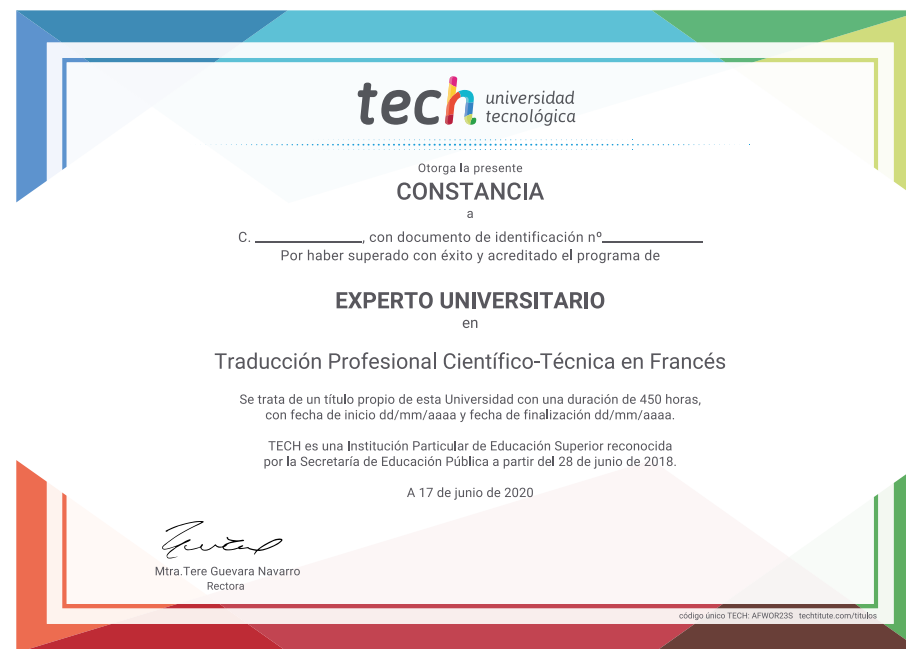 tech universidad
tecnológica
Otorga la presente
CONSTANCIA
a
C. ____________, con documento de identificación nº____________
Por haber superado con éxito y acreditado el programa de
EXPERTO UNIVERSITARIO
en
Traducción Profesional Científico-Técnica en Francés
Se trata de un título propio de esta Universidad con una duración de 450 horas,
con fecha de inicio dd/mm/aaaa y fecha de finalización dd/mm/aaaa.
TECH es una Institución Particular de Educación Superior reconocida
por la Secretaría de Educación Pública a partir del 28 de junio de 2018.
A 17 de junio de 2020
Mtra.Tere Guevara Navarro
Rectora
código único TECH: AFWOR23S techtitute.com/titulos